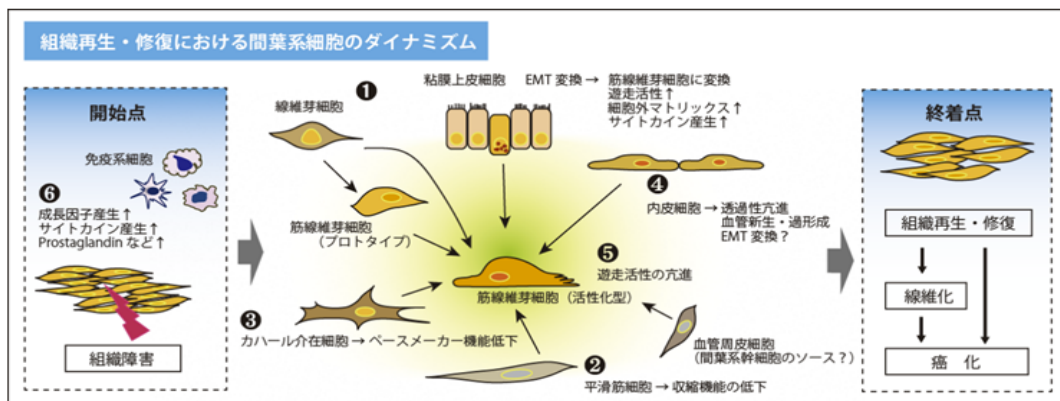 組織再生・修復における間葉系細胞のダイナミズム
開始点
免疫系細胞
❻
成長因子産生↑
サイトカイン産生↑
Prostaglandin など↑
組織障害
❶
線維芽細胞
筋線維芽細胞
(プロトタイプ)
粘膜上皮細胞 EMT 変換 → 筋線維芽細胞に変換
遊走活性↑
細胞外マトリックス↑
サイトカイン産生↑
❹
内皮細胞 → 透過性亢進
血管新生・過形成
EMT 変換？
❺
遊走活性の亢進
筋線維芽細胞（活性化型）
❸
カハール介在細胞 → ペースメーカー機能低下
血管周皮細胞
(間葉系幹細胞のソース？)
❷
平滑筋細胞 → 収縮機能の低下
終着点
組織再生・修復
線維化
癌 化